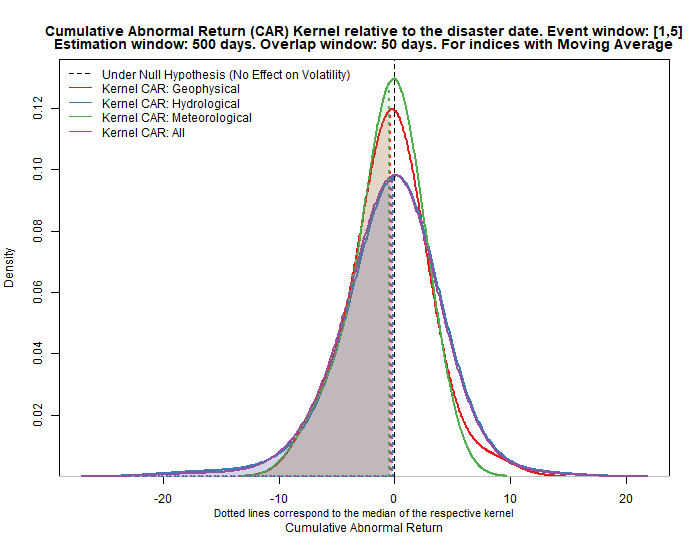 Cumulative Abnormal Return (CAR) Kernel relative to the disaster date. Event window: [1,5]
Estimation window: 500 days. Overlap window: 50 days. For indices with Moving Average
Under Null Hypothesis (No Effect on Volatility)
Kernel CAR: Geophysical
Kernel CAR: Hydrological
Kernel CAR: Meteorological
Kernel CAR: All
0.12
0.10
0.08
0.06
0.04
0.02
Density
-20 -10 0 10 20
Dotted lines correspond to the median of the respective kernel
Cumulative Abnormal Return